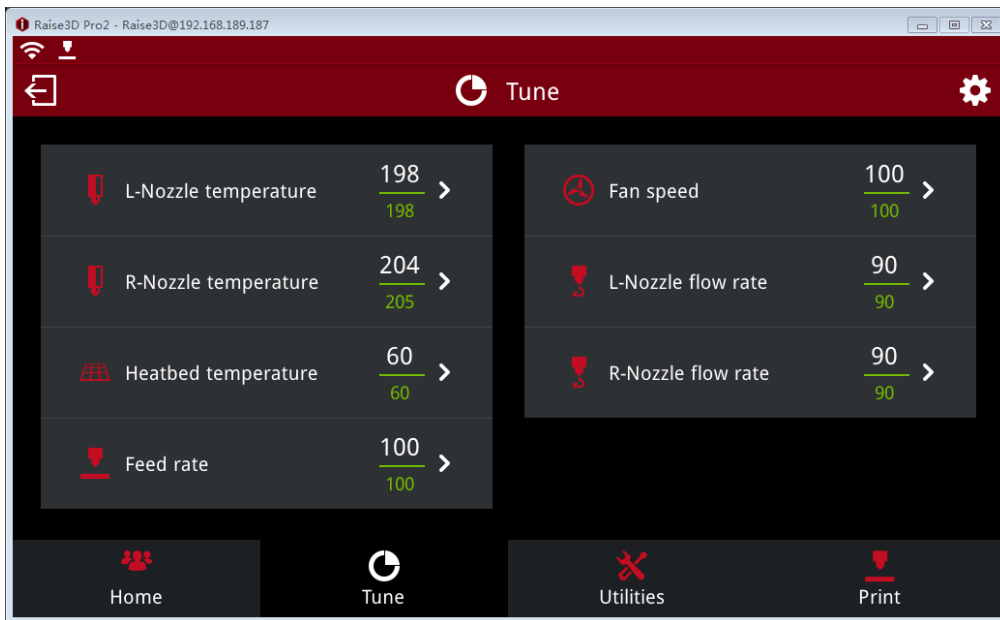 Raise3D Pro2 - Raise3D@192.168.189.187
Tune
L-Nozzle temperature
198
198
R-Nozzle temperature
204
205
Heatbed temperature
60
60
Feed rate
100
100
Fan speed
100
100
L-Nozzle flow rate
90
90
R-Nozzle flow rate
90
90
Home
Tune
Utilities
Print